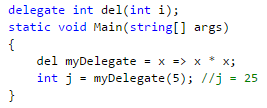 delegate int del(int i);
static void Main(string[] args)
{
    del myDelegate = x => x * x;
    int j = myDelegate(5); //j = 25
}